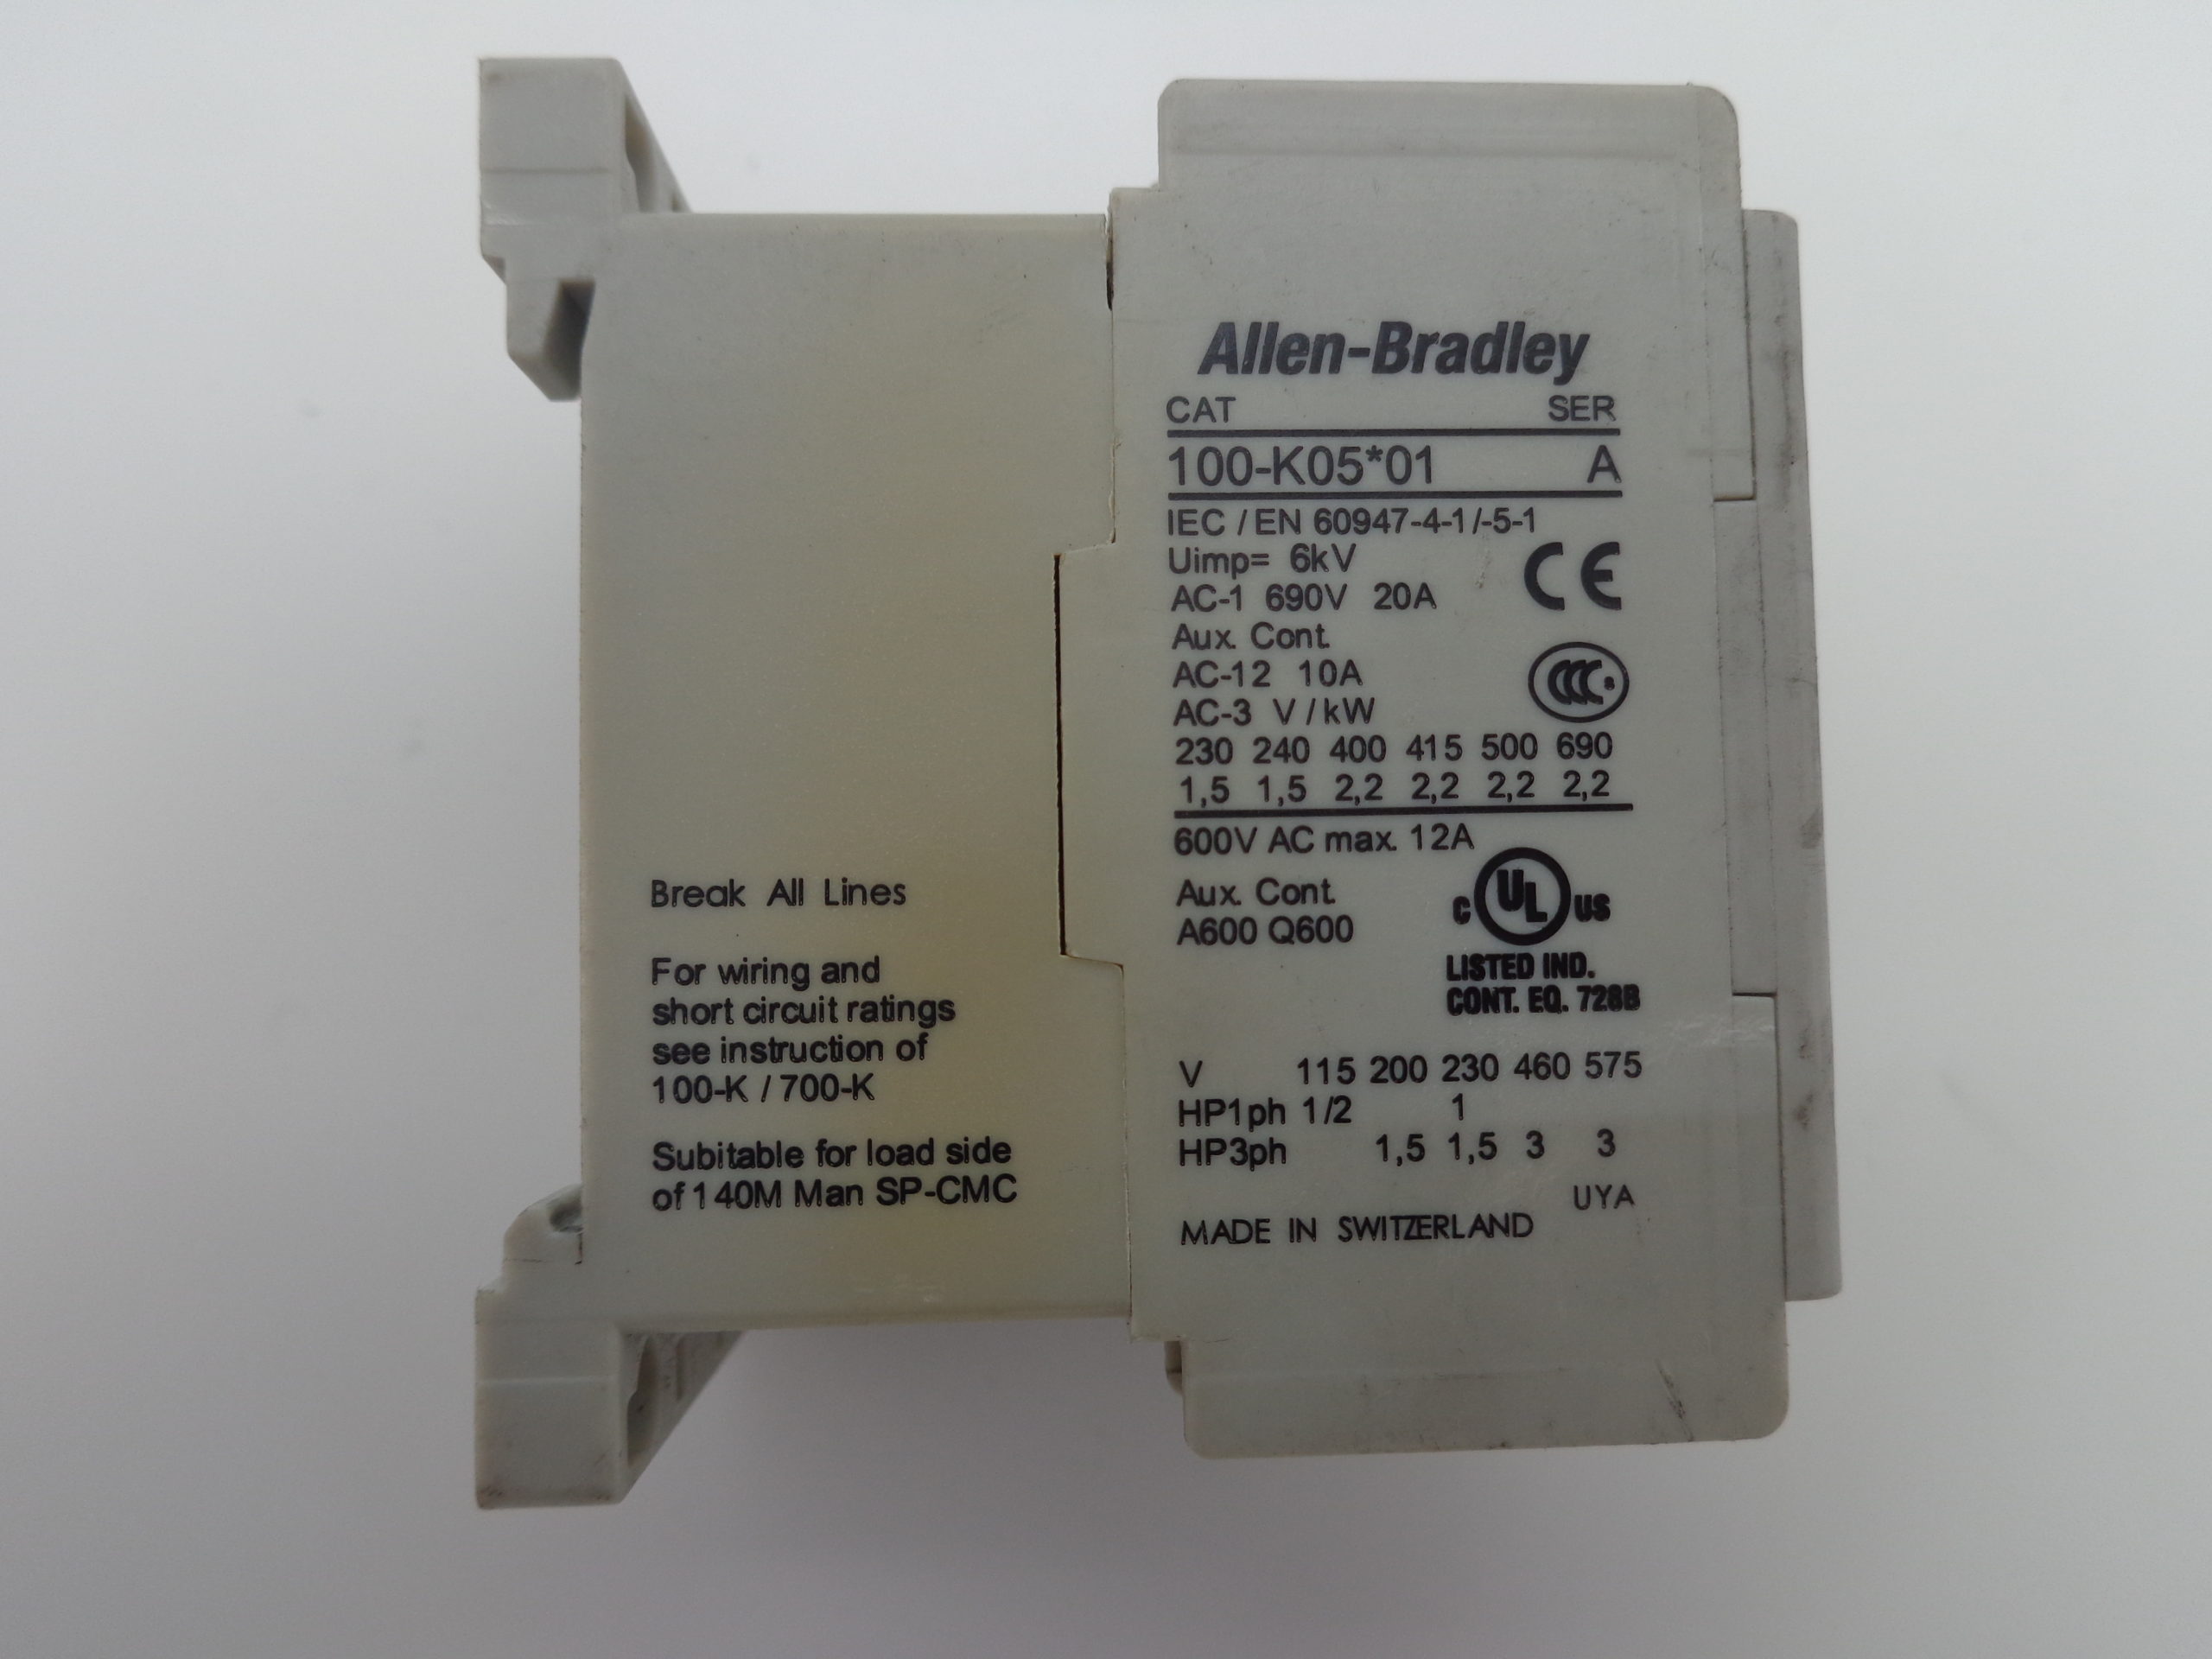 Allen-Bradley
CAT SER
100-K05*01 A
IEC / EN 60947-4-1/-5-1
Uimp= 6kV
CE
AC-1 690V 20A
Aux. Cont.
AC-12 10A
CCC S
AC-3 V / kW
230 240 400 415 500 690
1,5 1,5 2,2 2,2 2,2 2,2
600V AC max. 12A
Aux. Cont.
A600 Q600
C UL US
LISTED IND.
CONT. EQ. 728B
V 115 200 230 460 575
HP1ph 1/2 1
HP3ph 1,5 1,5 3 3
UYA
MADE IN SWITZERLAND
Break All Lines
For wiring and
short circuit ratings
see instruction of
100-K / 700-K
Subitable for load side
of 140M Man SP-CMC